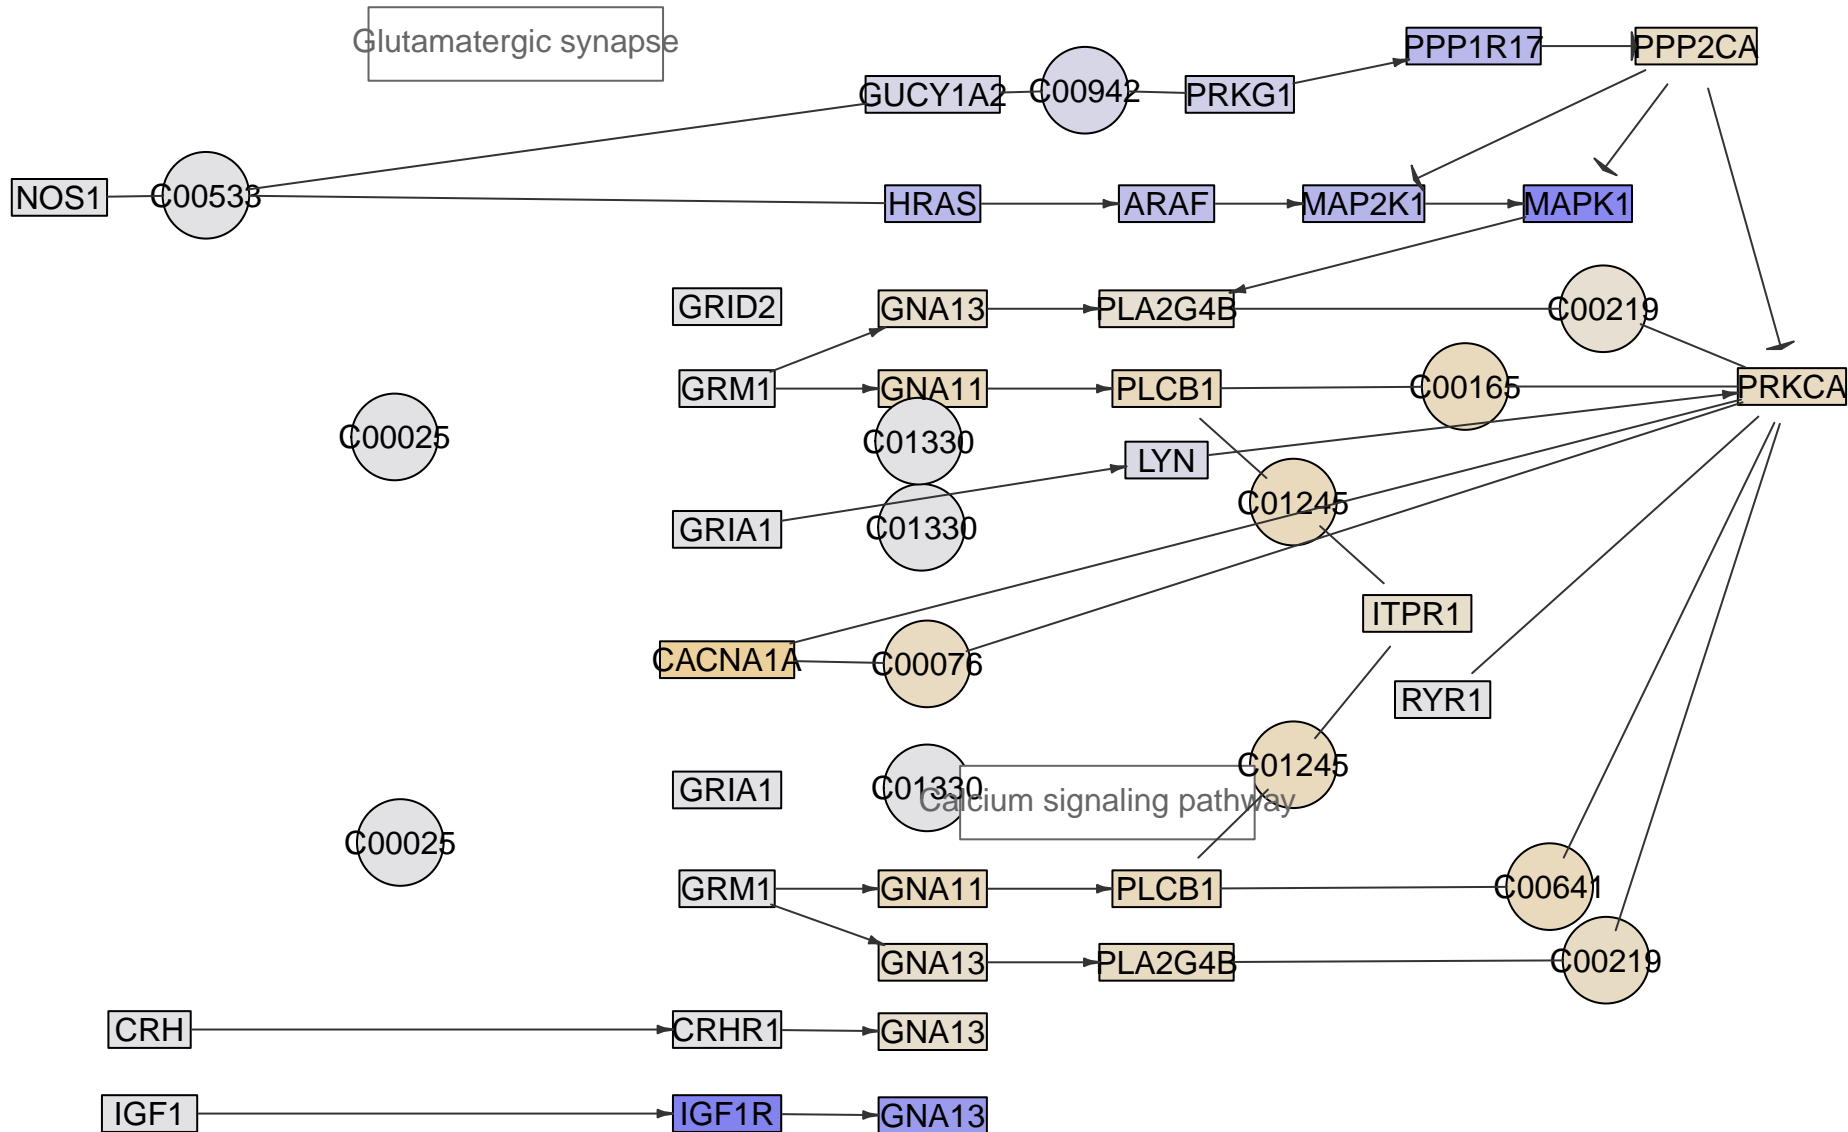 Glutamatergic synapse
PPP1R17
PPP2CA
GUCY1A2
C00942
PRKG1
NOS1
C00533
HRAS
ARAF
MAP2K1
MAPK1
GRID2
GNA13
PLA2G4B
C00219
GRM1
GNA11
PLCB1
C00165
PRKCA
C00025
C01330
LYN
GRIA1
C01330
C01245
ITPR1
CACNA1A
C00076
RYR1
GRIA1
C01330
C01245
Calcium signaling pathway
C00025
GRM1
GNA11
PLCB1
C00641
GNA13
PLA2G4B
C00219
CRH
CRHR1
GNA13
IGF1
IGF1R
GNA13